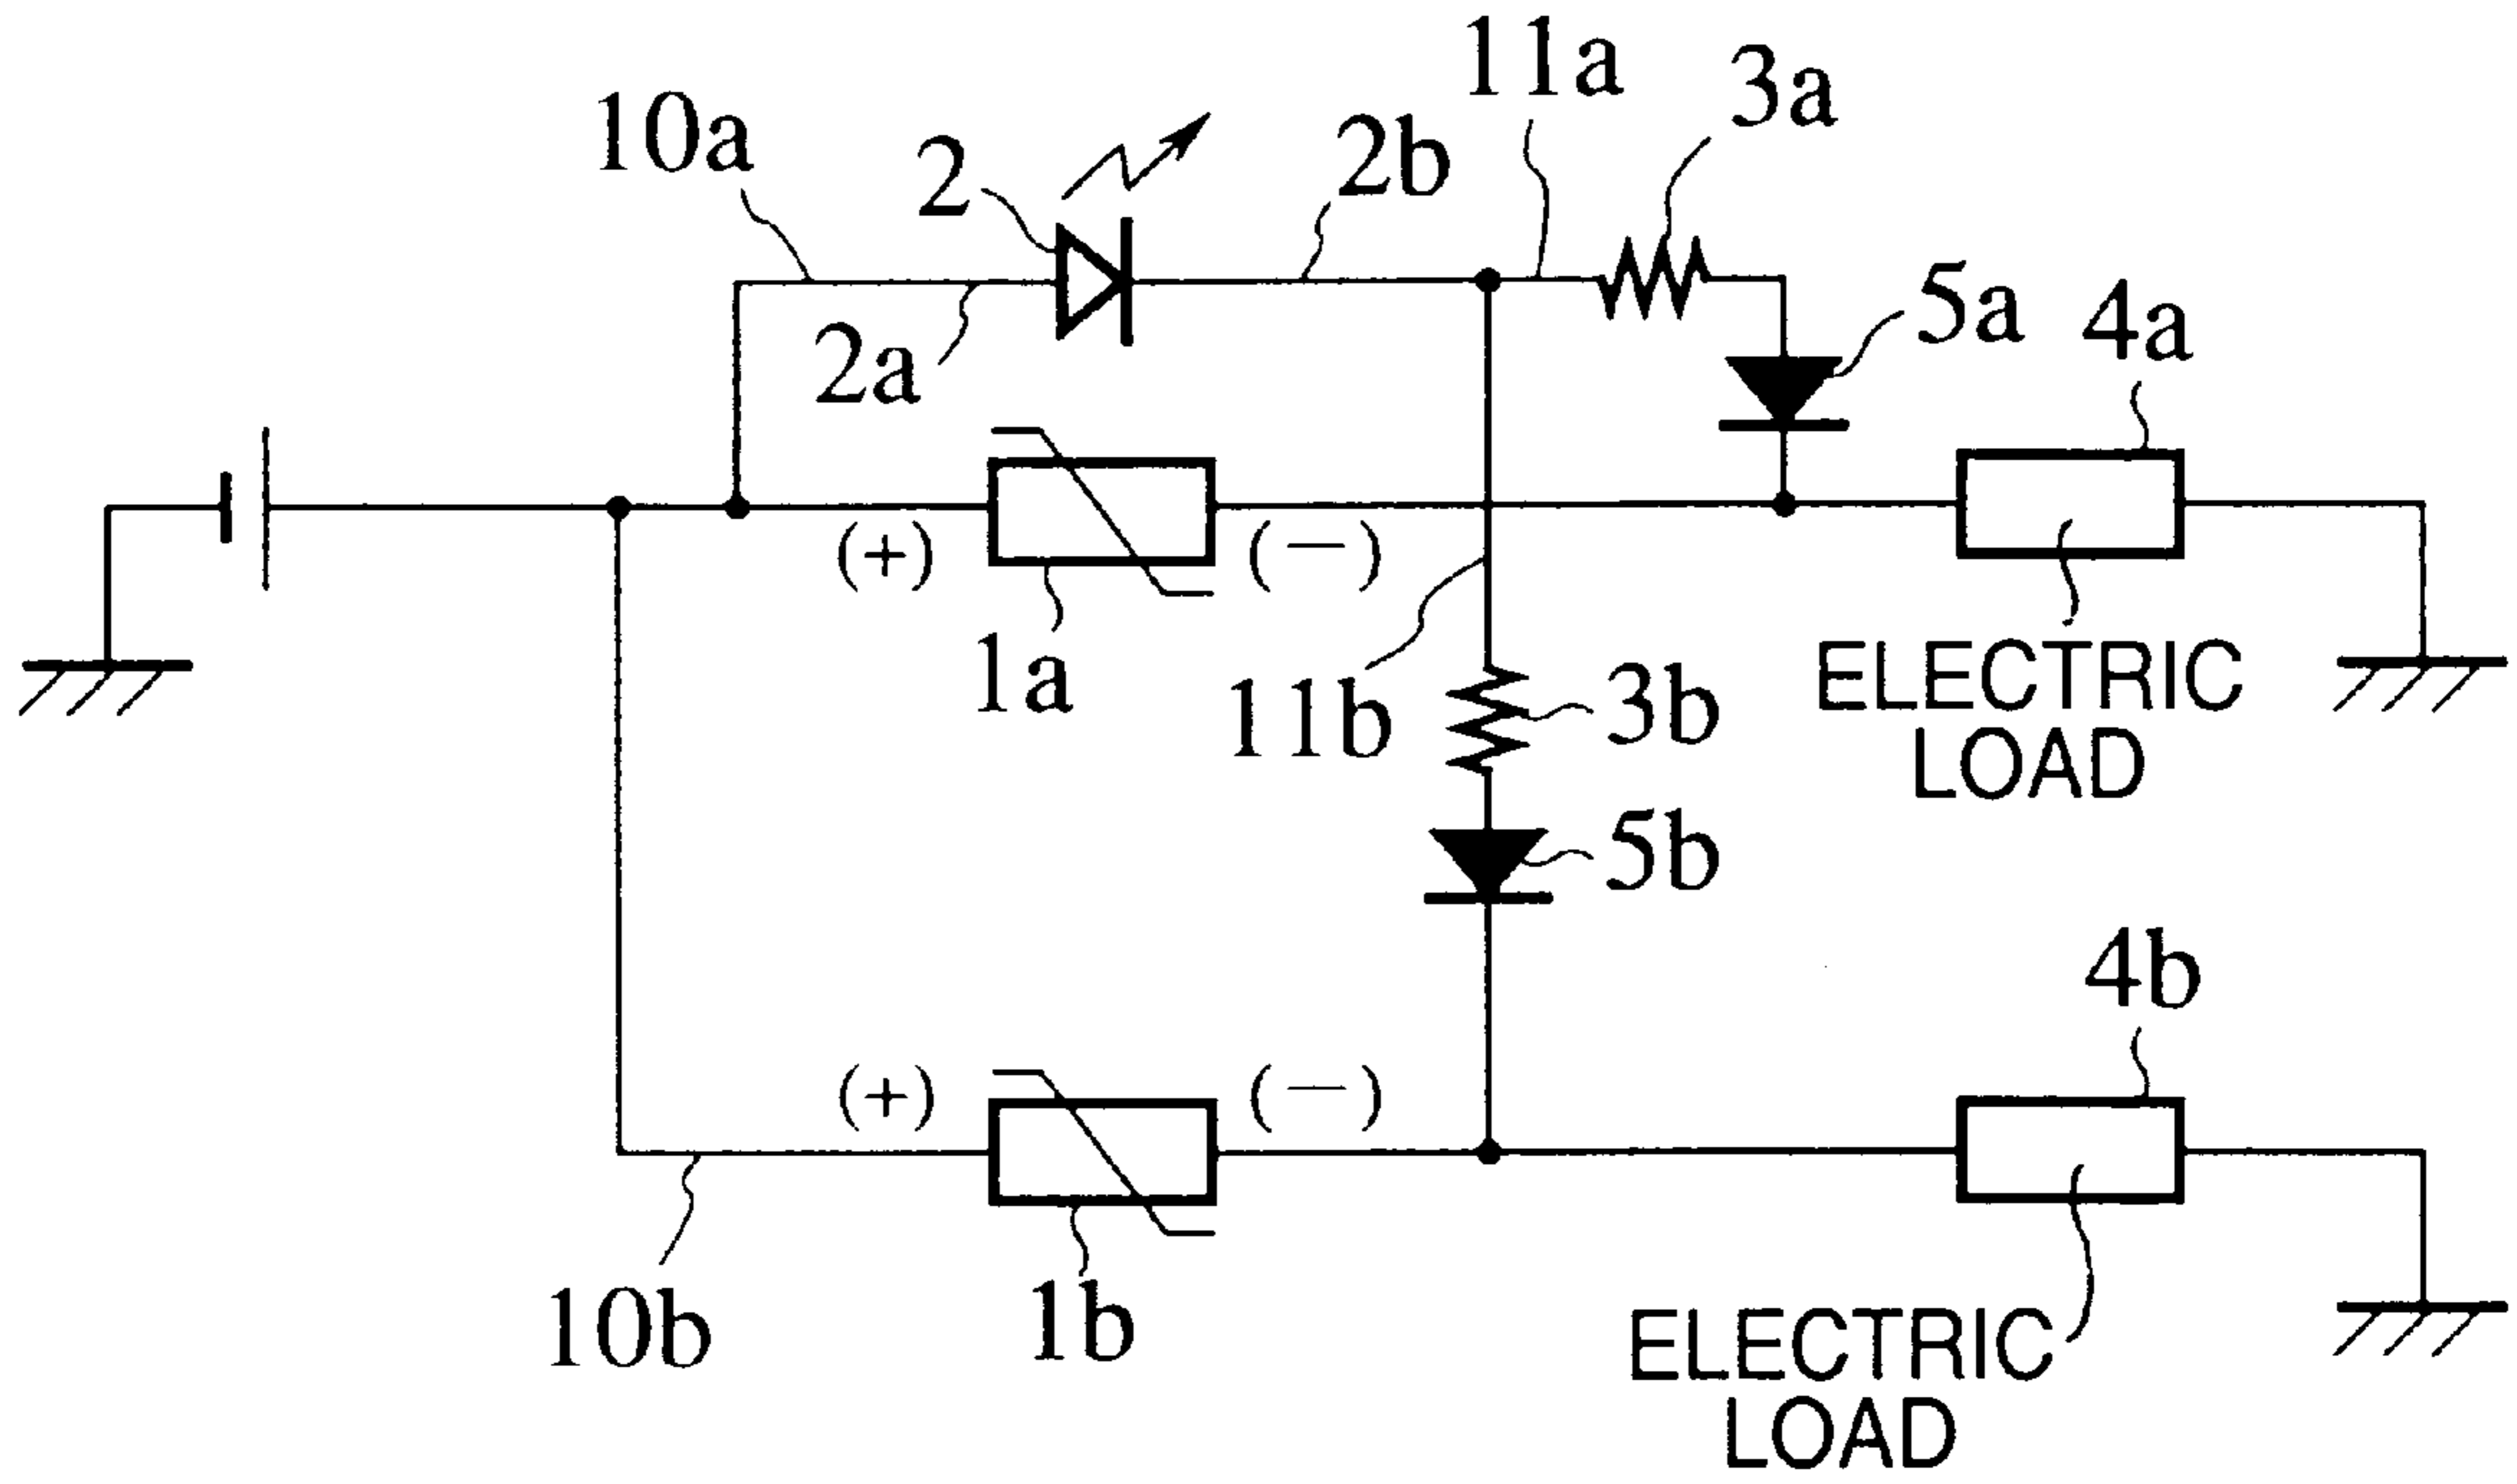 11a
3a
10a
2
2b
5a
4a
2a
(+)
(—)
1a
11b
3b
ELECTRIC
LOAD
5b
4b
(+)
(—)
10b
1b
ELECTRIC
LOAD